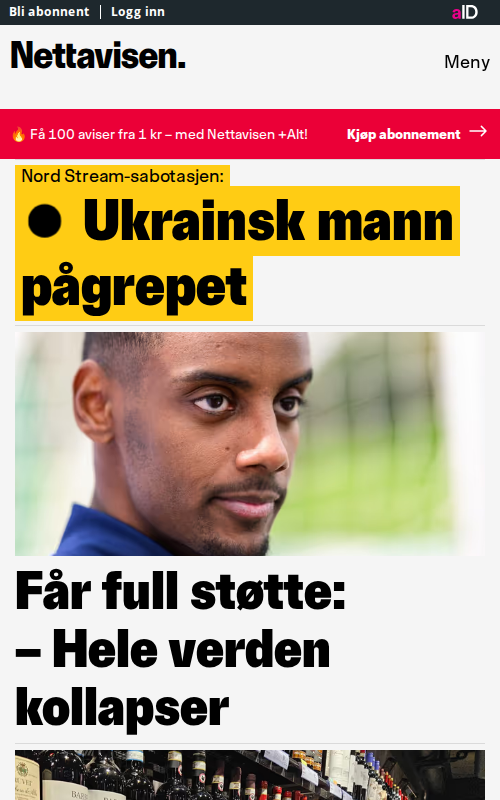 Bli abonnent | Logg inn
aID
Nettavisen.
Meny
🔥 Få 100 aviser fra 1 kr – med Nettavisen +Alt!
Kjøp abonnement →
Nord Stream-sabotasjen:
● Ukrainsk mann
pågrepet
Får full støtte:
– Hele verden
kollapser